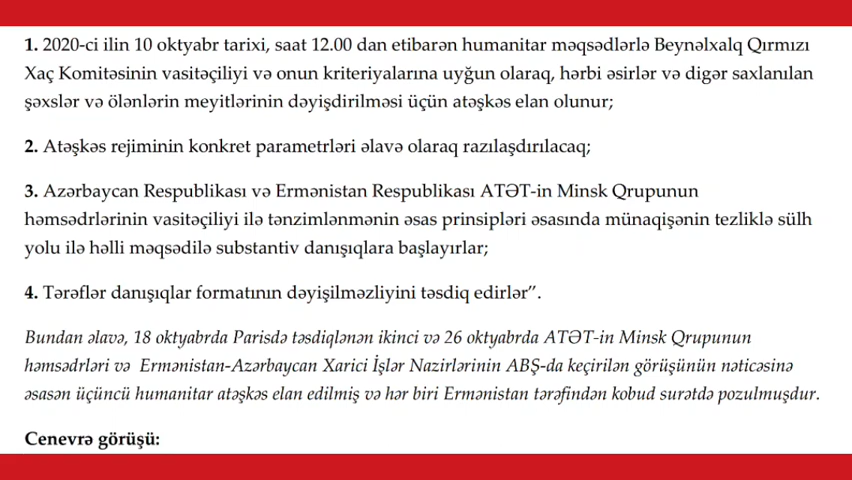 1. 2020-ci ilin 10 oktyabr tarixi, saat 12.00 dan etibarən humanitar məqsədlərlə Beynəlxalq Qırmızı
Xaç Komitəsinin vasitəçiliyi və onun kriteriyalarına uyğun olaraq, hərbi əsirlər və digər saxlanılan
şəxslər və ölənlərin meyitlərinin dəyişdirilməsi üçün atəşkəs elan olunur;
2. Atəşkəs rejiminin konkret parametrləri əlavə olaraq razılaşdırılacaq;
3. Azərbaycan Respublikası və Ermənistan Respublikası ATƏT-in Minsk Qrupunun
həmsədrlərinin vasitəçiliyi ilə tənzimlənmənin əsas prinsipləri əsasında münaqişənin tezliklə sülh
yolu ilə həlli məqsədilə substantiv danışıqlara başlayırlar;
4. Tərəflər danışıqlar formatının dəyişilməzliyini təsdiq edirlər”.
Bundan əlavə, 18 oktyabrda Parisdə təsdiqlənən ikinci və 26 oktyabrda ATƏT-in Minsk Qrupunun
həmsədrləri və Ermənistan-Azərbaycan Xarici İşlər Nazirlərinin ABŞ-da keçirilən görüşünün nəticəsinə
əsasən üçüncü humanitar atəşkəs elan edilmiş və hər biri Ermənistan tərəfindən kobud surətdə pozulmuşdur.
Cenevrə görüşü: